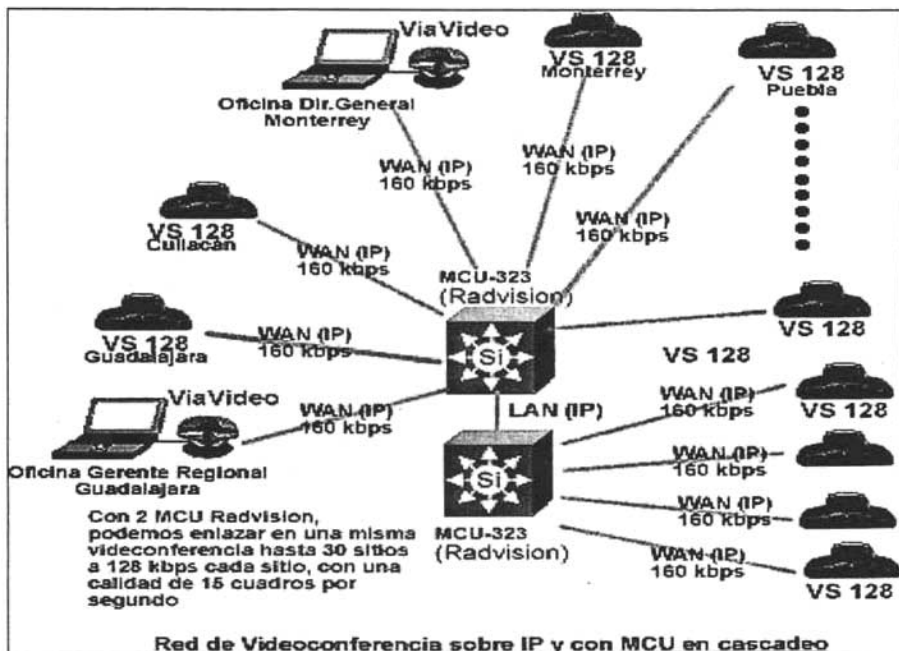 ViaVideo
Oficina Dir.General
Monterrey
VS 128
Monterrey
VS 128
Puebla
WAN (IP)
160 kbps
WAN (IP)
160 kbps
WAN (IP)
160 kbps
VS 128
Culiacán
WAN (IP)
160 kbps
MCU-323
(Radvision)
VS 128
Guadalajara
WAN (IP)
160 kbps
Si
VS 128
VS 128
ViaVideo
WAN (IP)
160 kbps
LAN (IP)
WAN (IP)
160 kbps
VS 128
Oficina Gerente Regional
Guadalajara
Si
WAN (IP)
160 kbps
WAN (IP)
160 kbps
MCU-323
(Radvision)
WAN (IP)
160 kbps
VS 128
Con 2 MCU Radvision,
podemos enlazar en una misma
videconferencia hasta 30 sitios
a 128 kbps cada sitio, con una
calidad de 15 cuadros por
segundo
Red de Videoconferencia sobre IP y con MCU en cascadeo